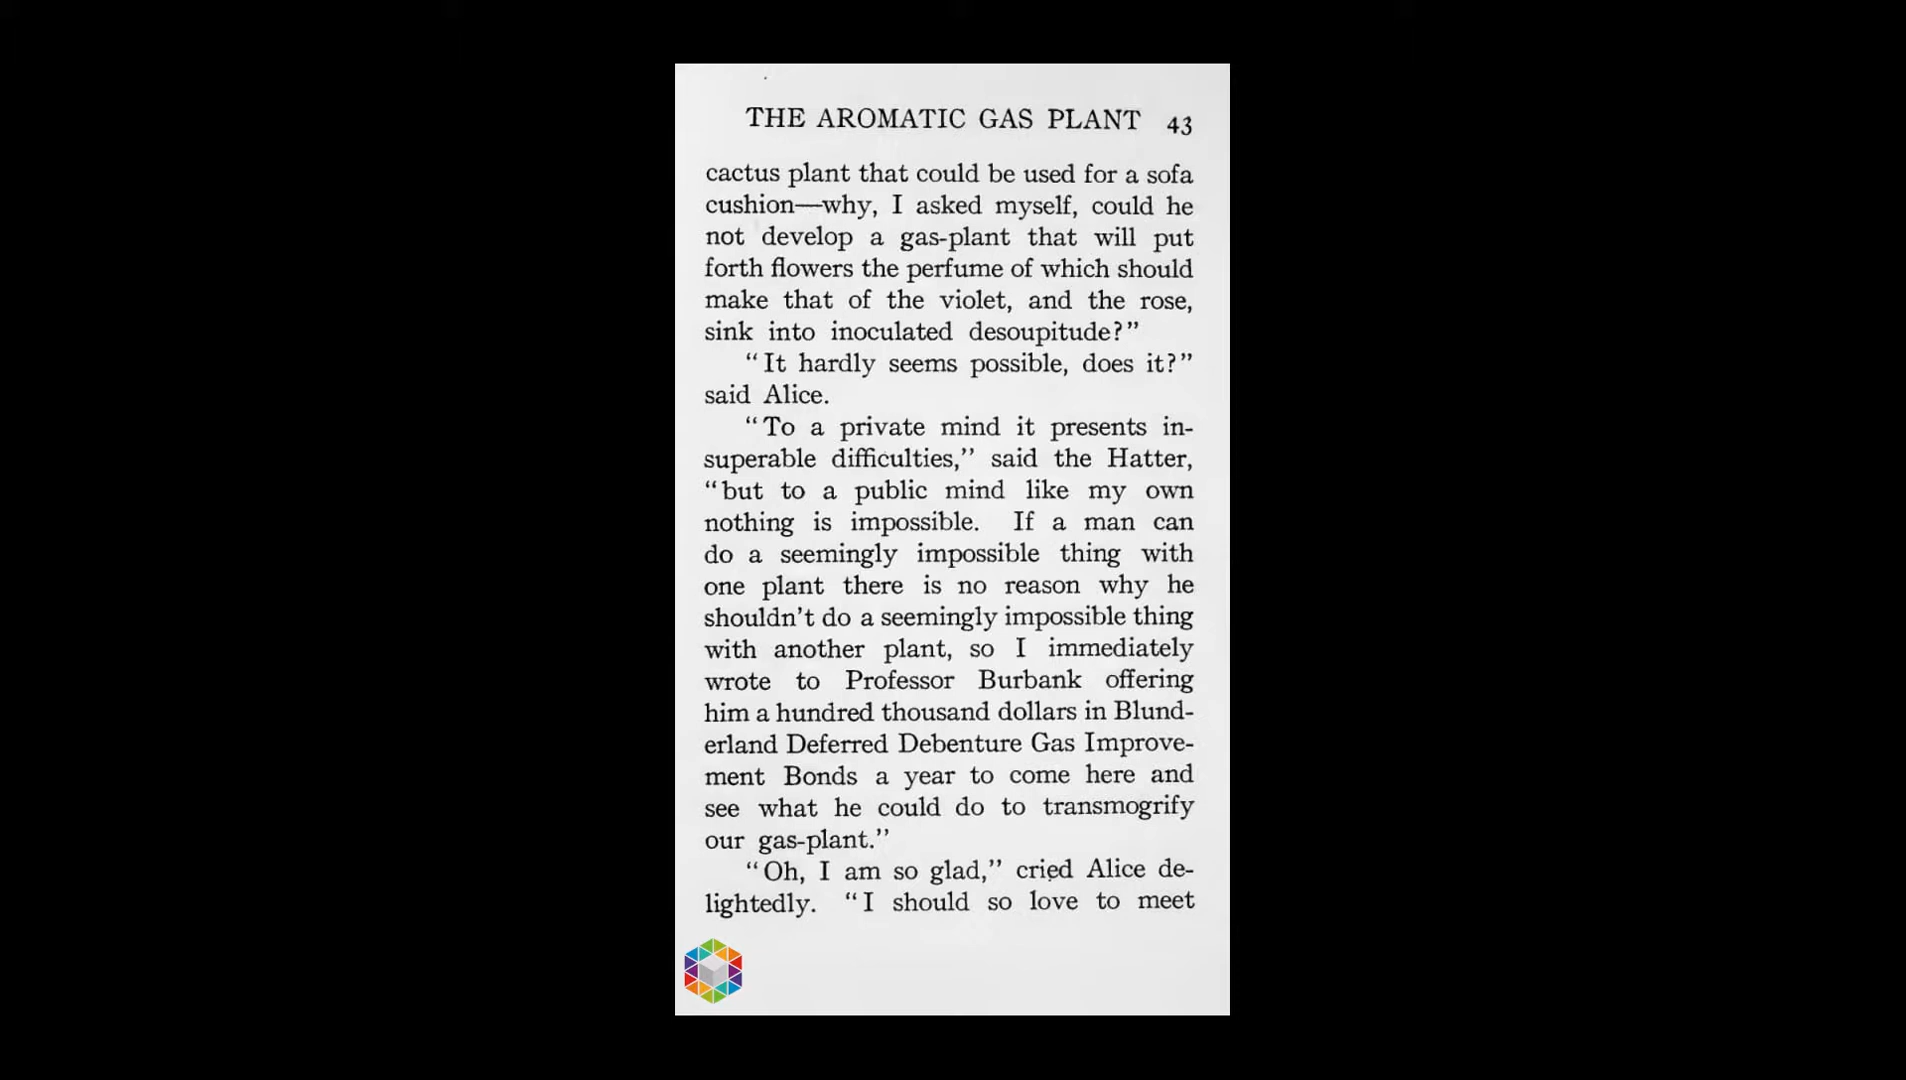 THE AROMATIC GAS PLANT 43
cactus plant that could be used for a sofa
cushion—why, I asked myself, could he
not develop a gas-plant that will put
forth flowers the perfume of which should
make that of the violet, and the rose,
sink into inoculated desoupitude?”
“It hardly seems possible, does it?”
said Alice.
“To a private mind it presents in-
superable difficulties,” said the Hatter,
“but to a public mind like my own
nothing is impossible. If a man can
do a seemingly impossible thing with
one plant there is no reason why he
shouldn’t do a seemingly impossible thing
with another plant, so I immediately
wrote to Professor Burbank offering
him a hundred thousand dollars in Blund-
erland Deferred Debenture Gas Improve-
ment Bonds a year to come here and
see what he could do to transmogrify
our gas-plant.”
“Oh, I am so glad,” cried Alice de-
lightedly. “I should so love to meet